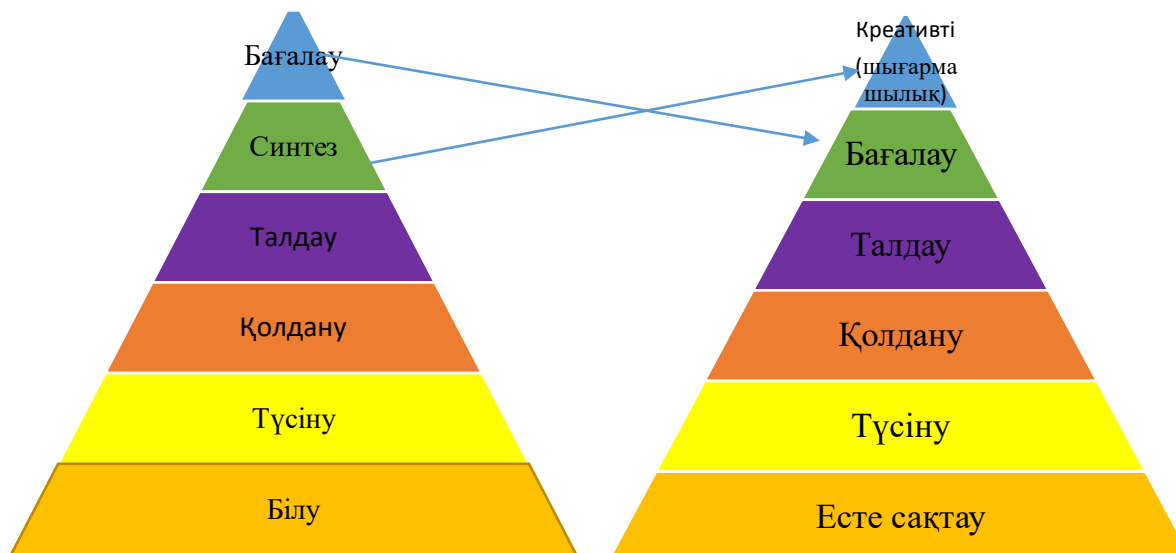 Бағалау
Синтез
Талдау
Қолдану
Түсіну
Білу
Креативті
(шығарма
шылық)
Бағалау
Талдау
Қолдану
Түсіну
Есте сақтау